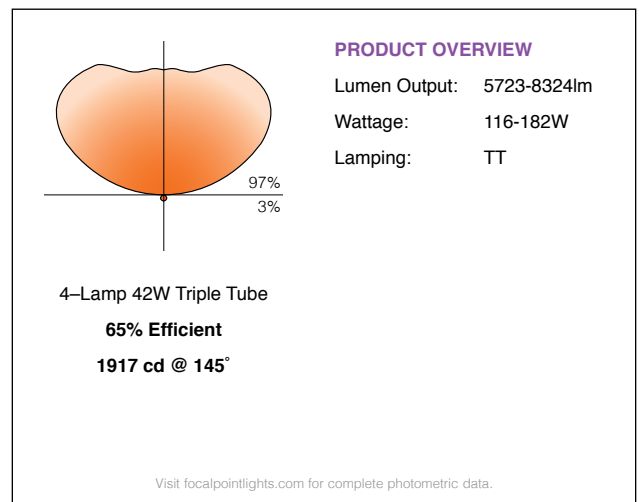 PRODUCT OVERVIEW
Lumen Output: 5723-8324lm
Wattage: 116-182W
Lamping: TT
97%
3%
4–Lamp 42W Triple Tube
65% Efficient
1917 cd @ 145°
Visit focalpointlights.com for complete photometric data.